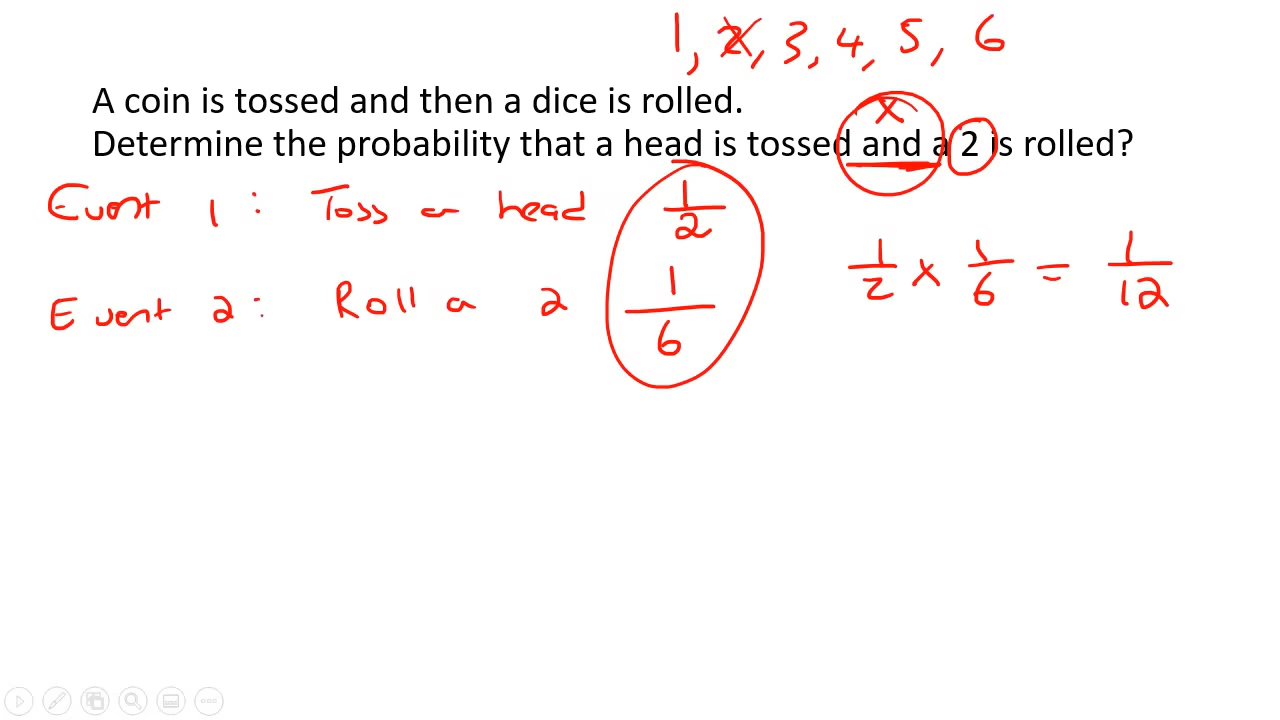 1, 2, 3, 4, 5, 6
A coin is tossed and then a dice is rolled.
x
Determine the probability that a head is tossed and a 2 is rolled?
Event 1 : Toss a head 1/2
1/2 x 1/6 = 1/12
Event 2 : Roll a 2 1/6